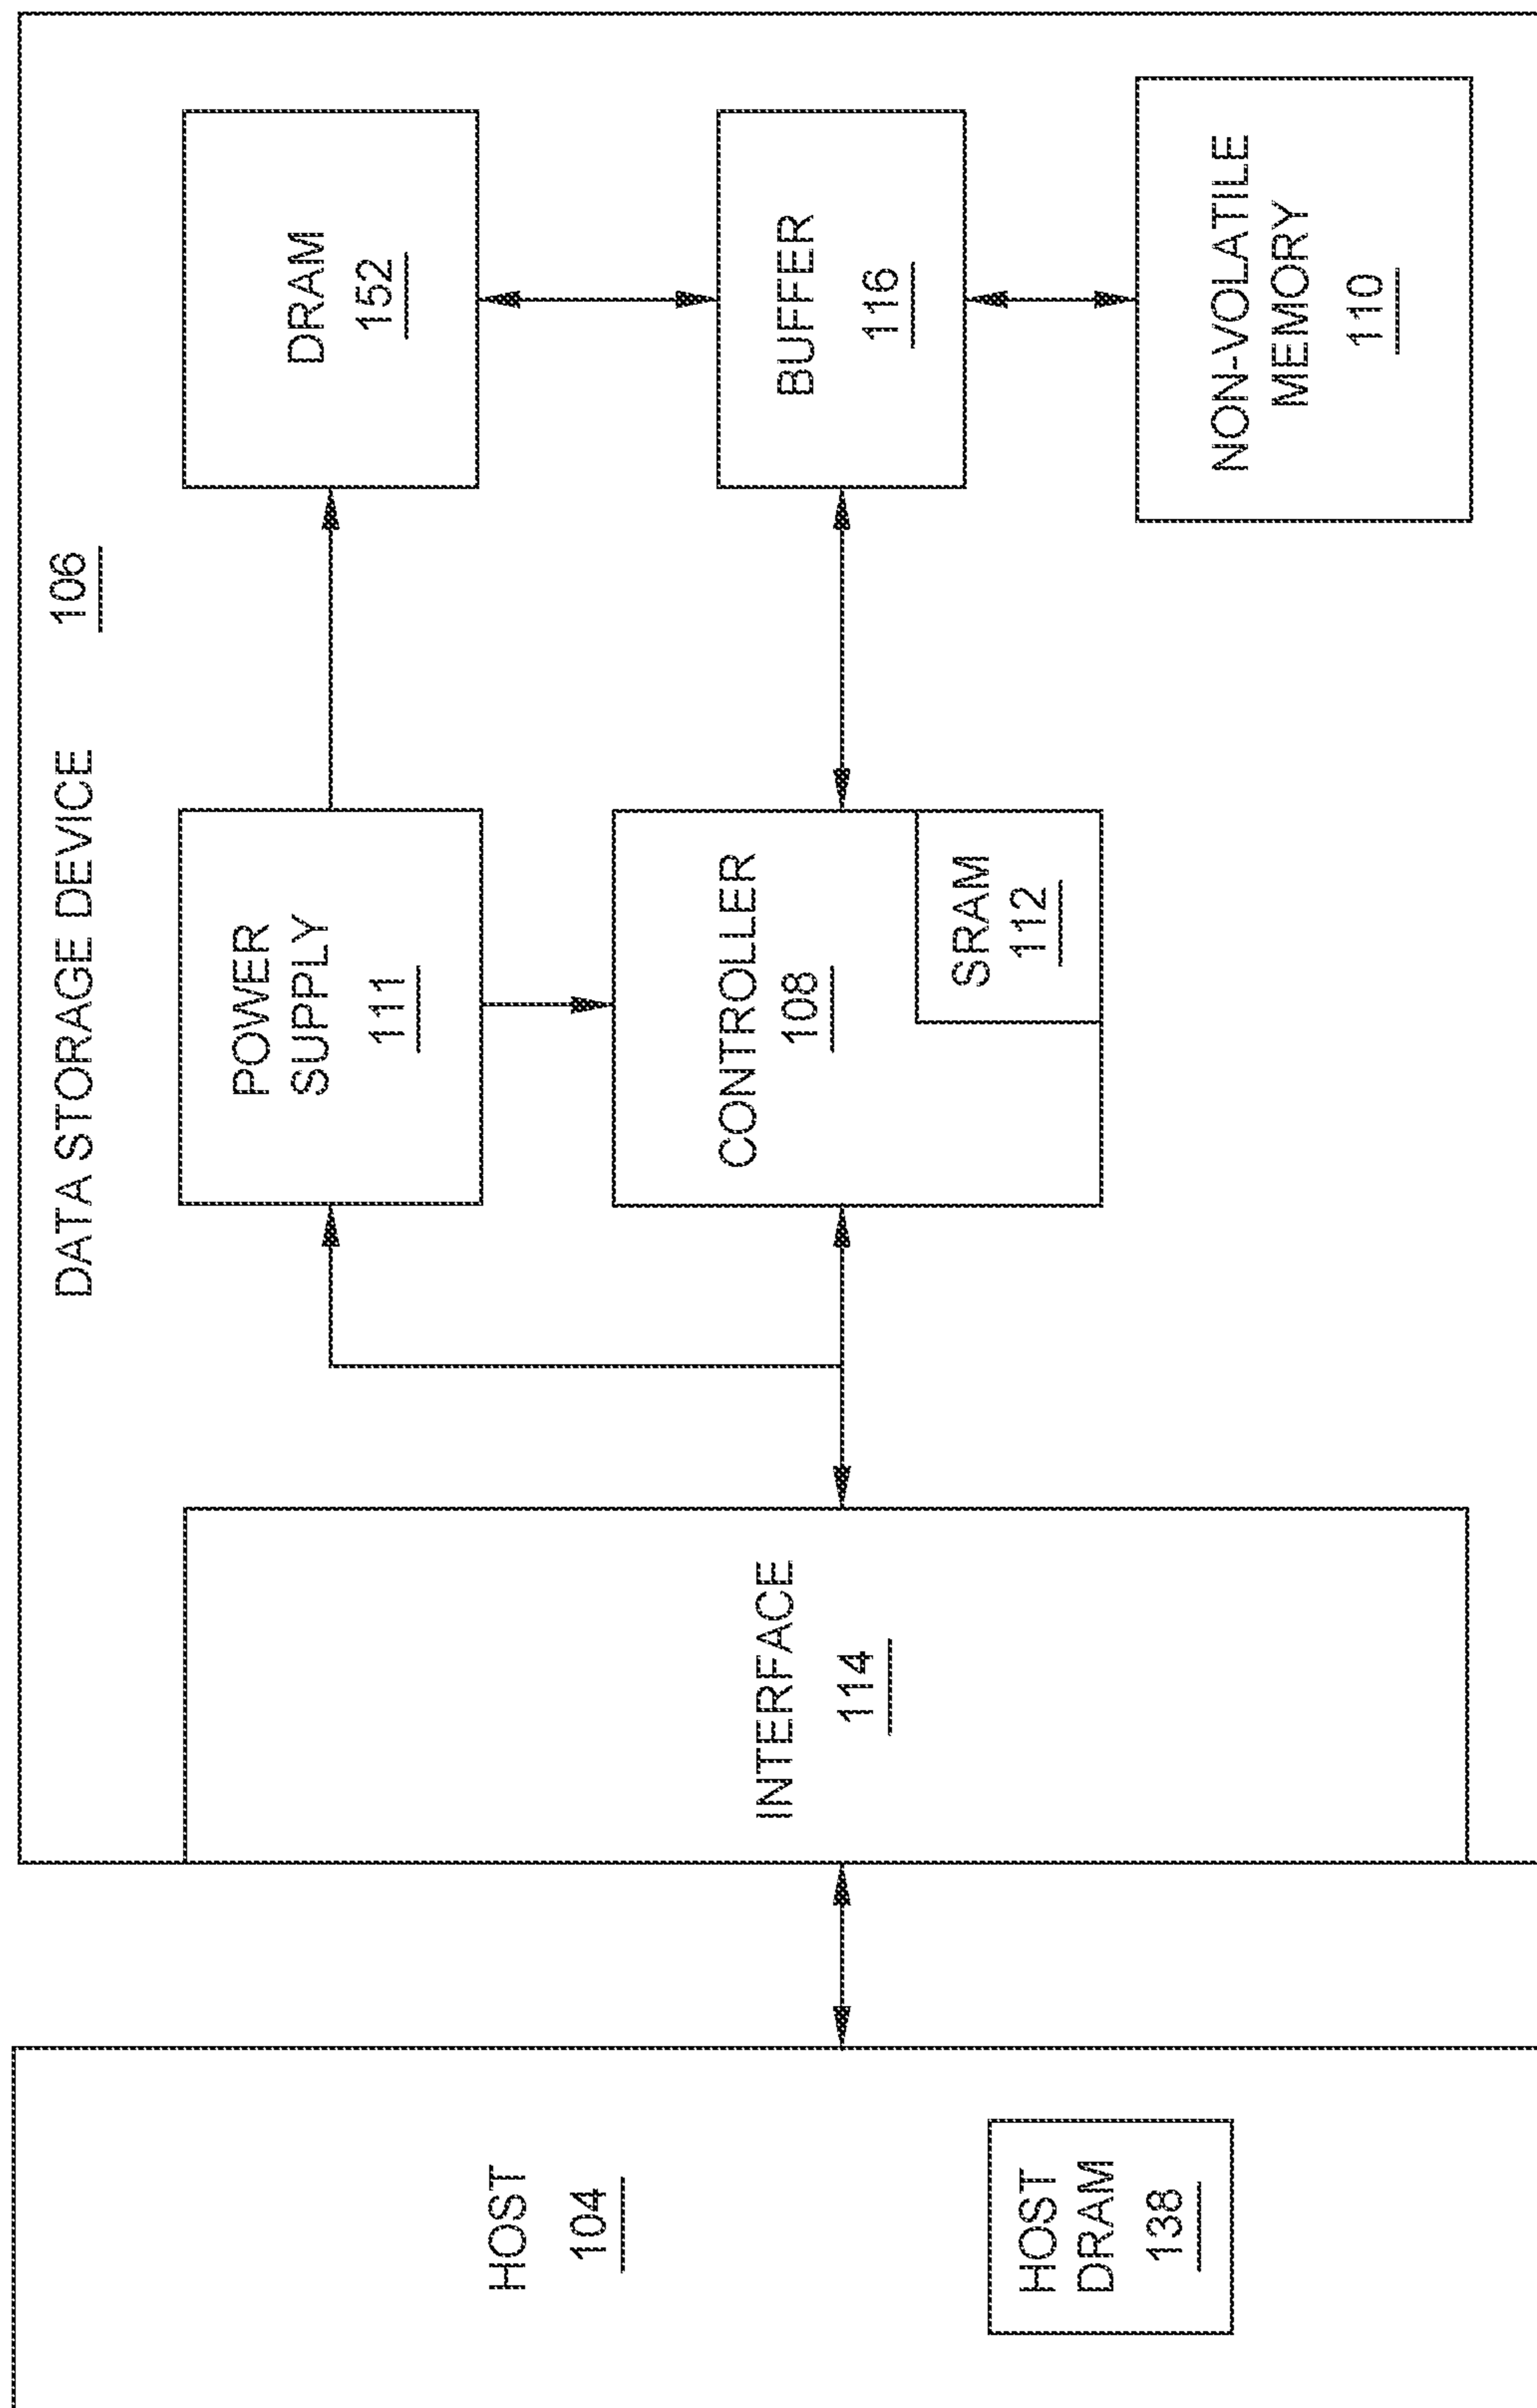 DATA STORAGE DEVICE 106
HOST
104
HOST
DRAM
138
INTERFACE
114
POWER
SUPPLY
111
CONTROLLER
108
SRAM
112
DRAM
152
BUFFER
116
NON-VOLATILE
MEMORY
110